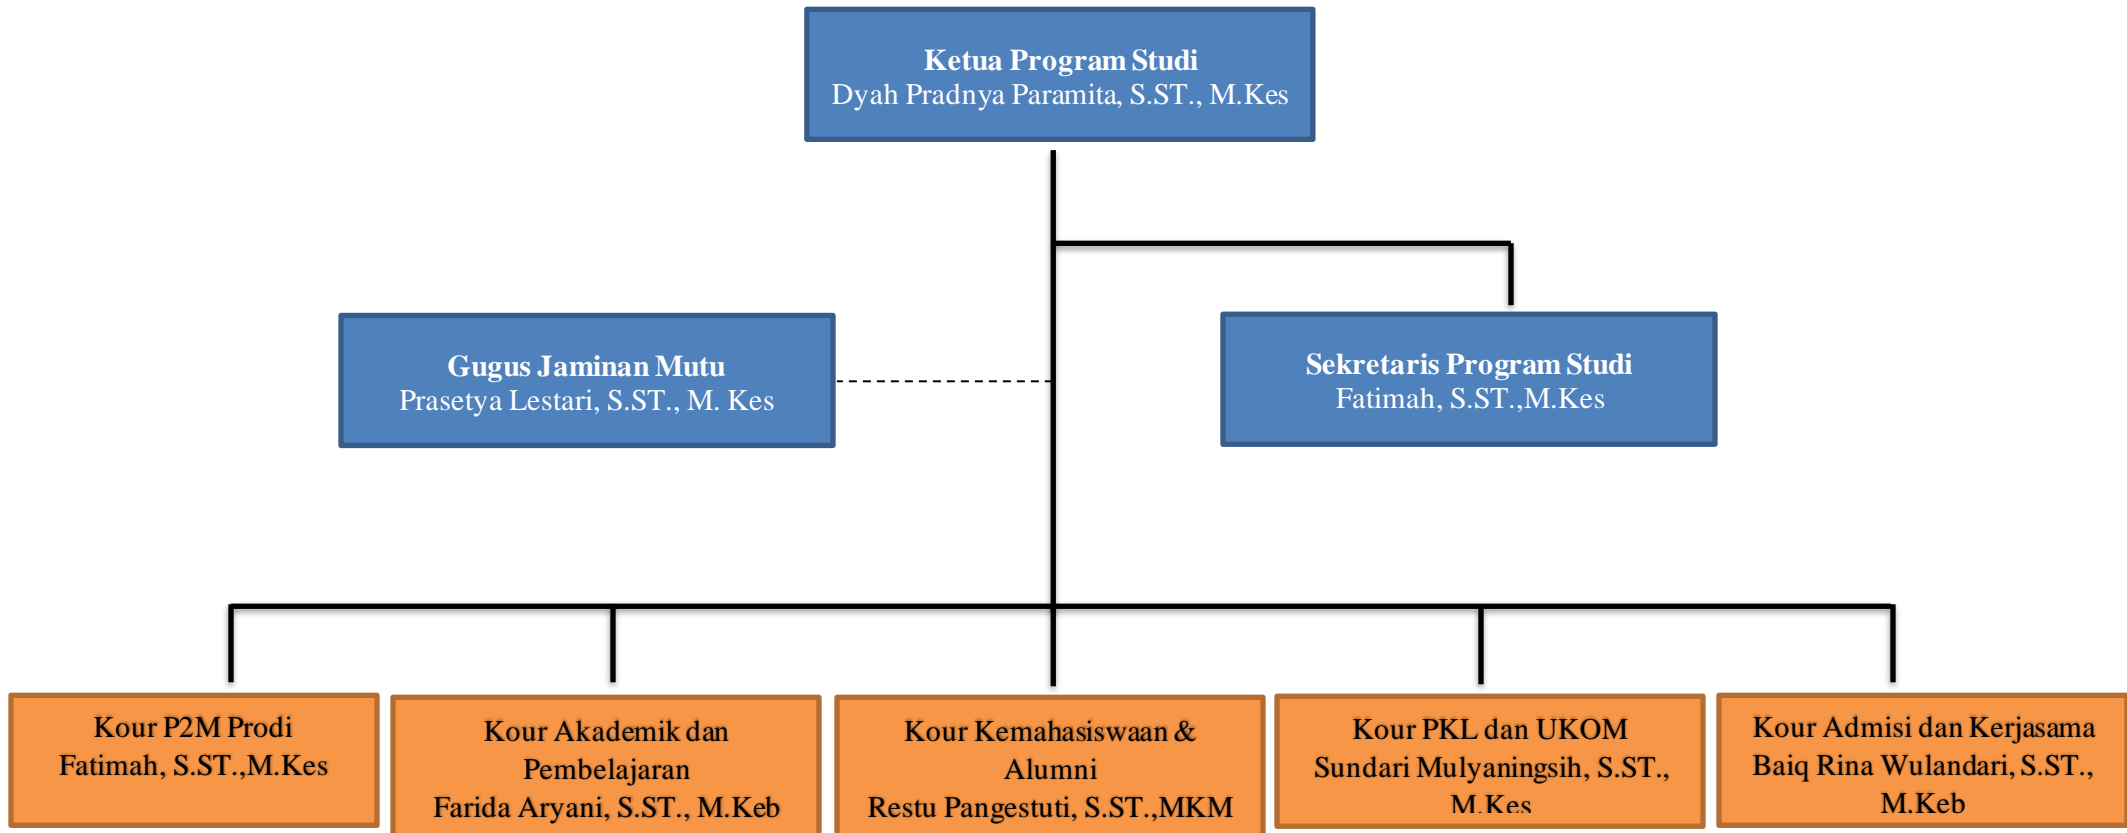 Ketua Program Studi
Dyah Pradnya Paramita, S.ST., M.Kes
Gugus Jaminan Mutu
Prasetya Lestari, S.ST., M. Kes
Sekretaris Program Studi
Fatimah, S.ST.,M.Kes
Kour P2M Prodi
Fatimah, S.ST.,M.Kes
Kour Akademik dan
Pembelajaran
Farida Aryani, S.ST., M.Keb
Kour Kemahasiswaan &
Alumni
Restu Pangestuti, S.ST.,MKM
Kour PKL dan UKOM
Sundari Mulyaningsih, S.ST.,
M.Kes
Kour Admisi dan Kerjasama
Baiq Rina Wulandari, S.ST.,
M.Keb